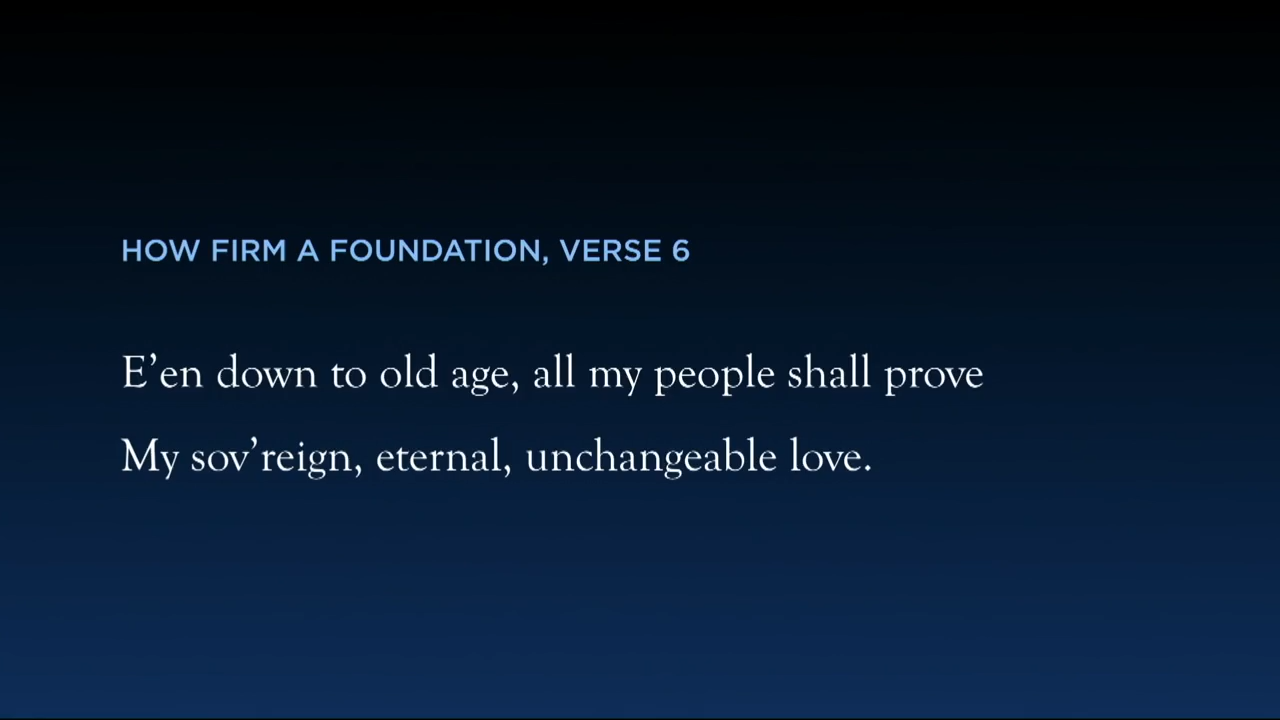 HOW FIRM A FOUNDATION, VERSE 6
E’en down to old age, all my people shall prove
My sov’reign, eternal, unchangeable love.